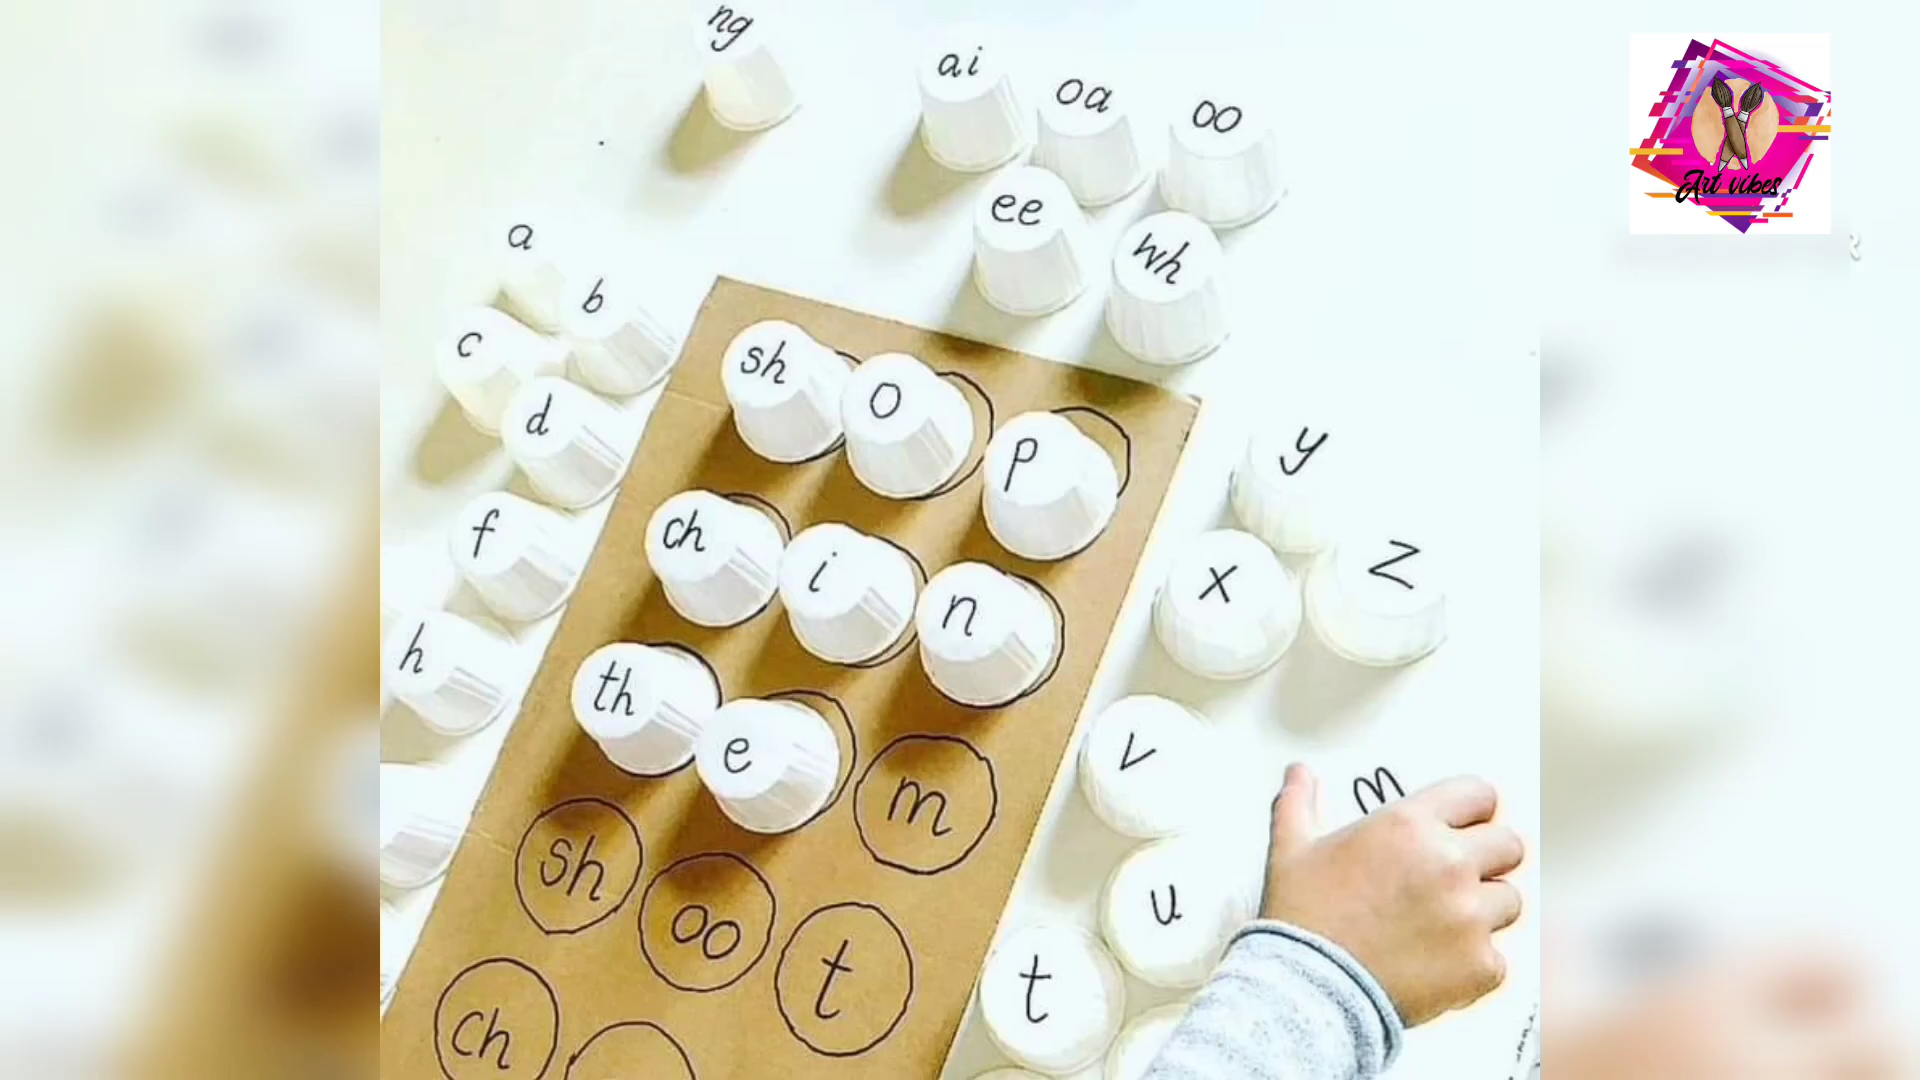 ng
ai
oa
oo
ee
wh
a
b
c
d
f
h
sh o p
ch i n
th e m
sh oo t
ch
y
x
z
v
m
u
t
Art vibes